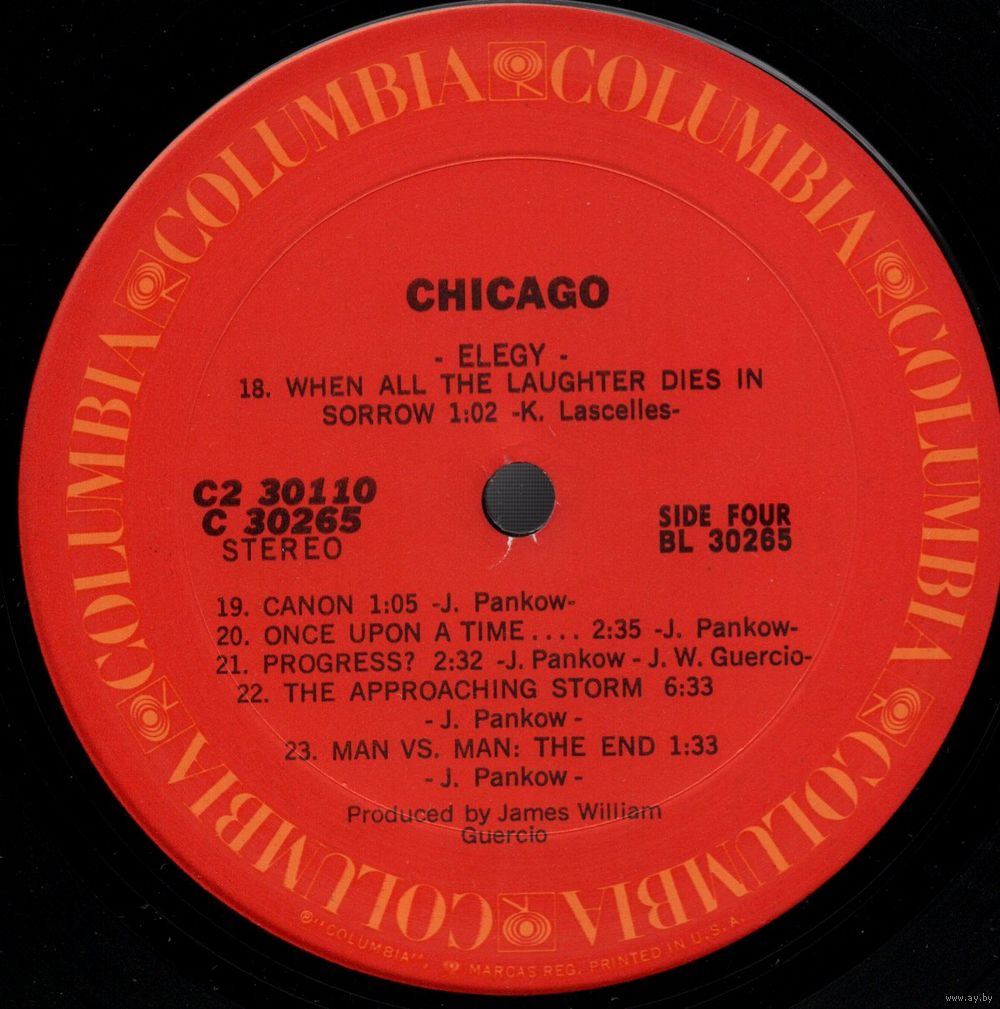 COLUMBIA COLUMBIA COLUMBIA COLUMBIA COLUMBIA COLUMBIA
CHICAGO
- ELEGY -
18. WHEN ALL THE LAUGHTER DIES IN
SORROW 1:02 -K. Lascelles-
C2 30110
C 30265
STEREO
SIDE FOUR
BL 30265
19. CANON 1:05 -J. Pankow-
20. ONCE UPON A TIME.... 2:35 -J. Pankow-
21. PROGRESS? 2:32 -J. Pankow - J. W. Guercio-
22. THE APPROACHING STORM 6:33
- J. Pankow -
23. MAN VS. MAN: THE END 1:33
- J. Pankow -
Produced by James William
Guercio
℗ "COLUMBIA", MARCAS REG. PRINTED IN U.S.A.
www.ay.by